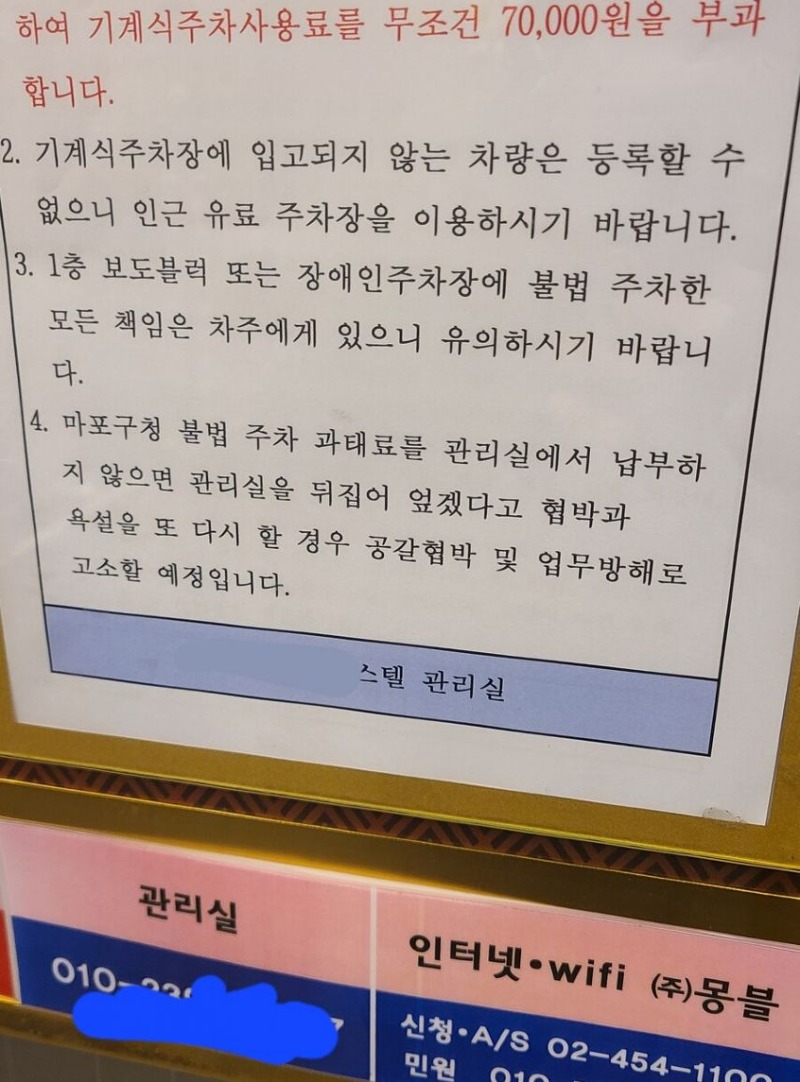 하여 기계식주차사용료를 무조건 70,000원을 부과
합니다.
2. 기계식주차장에 입고되지 않는 차량은 등록할 수
없으니 인근 유료 주차장을 이용하시기 바랍니다.
3. 1층 보도블럭 또는 장애인주차장에 불법 주차한
모든 책임은 차주에게 있으니 유의하시기 바랍니
다.
4. 마포구청 불법 주차 과태료를 관리실에서 납부하
지 않으면 관리실을 뒤집어 엎겠다고 협박과
욕설을 또 다시 할 경우 공갈협박 및 업무방해로
고소할 예정입니다.
스텔 관리실
관리실
010-
인터넷•wifi (주)몽블
신청•A/S 02-454-1100
민원 010